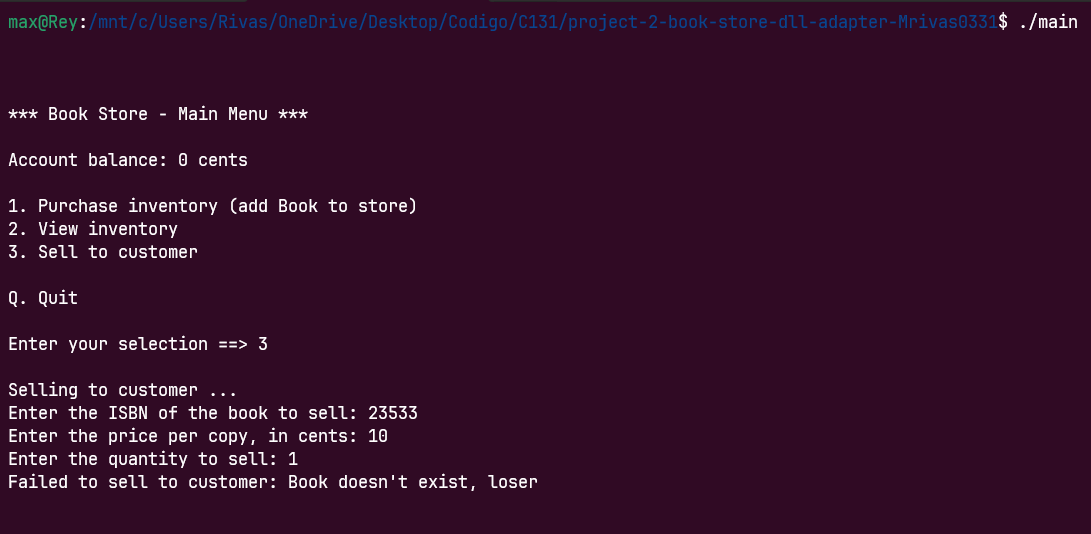 max@Rey:/mnt/c/Users/Rivas/OneDrive/Desktop/Codigo/C131/project-2-book-store-dll-adapter-Mrivas0331$ ./main
*** Book Store - Main Menu ***
Account balance: 0 cents
1. Purchase inventory (add Book to store)
2. View inventory
3. Sell to customer
Q. Quit
Enter your selection ==> 3
Selling to customer ...
Enter the ISBN of the book to sell: 23533
Enter the price per copy, in cents: 10
Enter the quantity to sell: 1
Failed to sell to customer: Book doesn't exist, loser